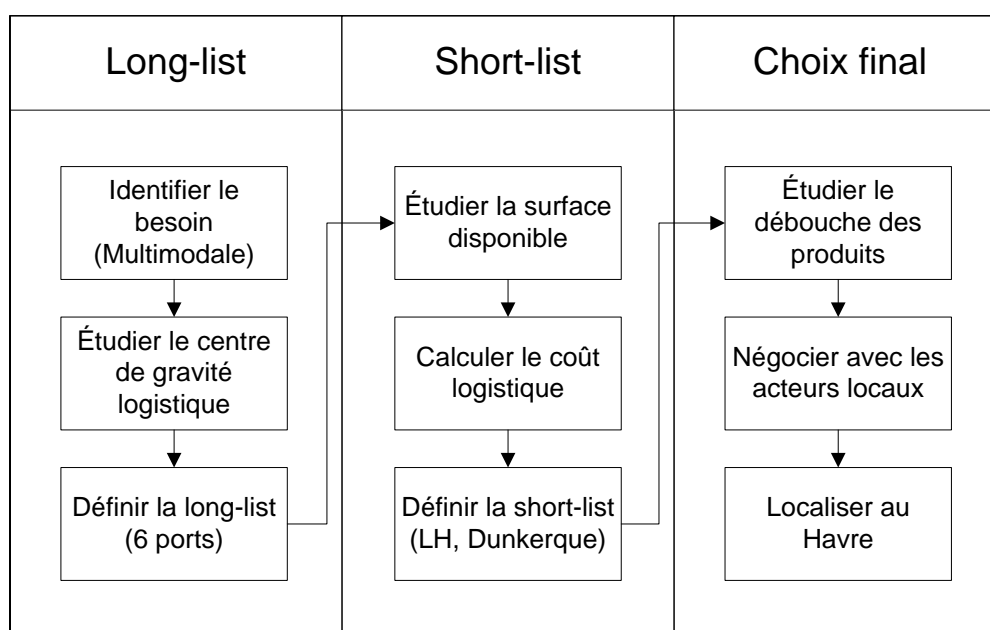 Long-list
Short-list
Choix final
Identifier le
besoin
(Multimodale)
Étudier le centre
de gravité
logistique
Définir la long-list
(6 ports)
Étudier la surface
disponible
Calculer le coût
logistique
Définir la short-list
(LH, Dunkerque)
Étudier le
débouche des
produits
Négocier avec les
acteurs locaux
Localiser au
Havre